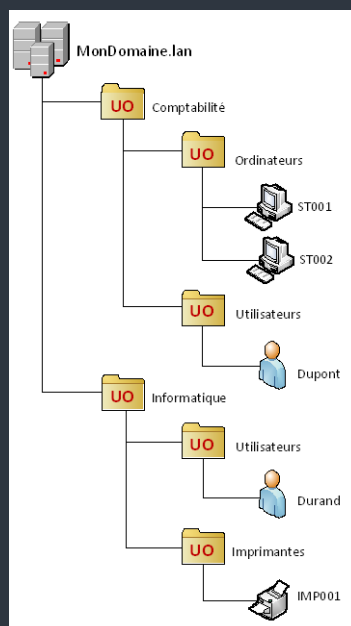 MonDomaine.lan
UO Comptabilité
UO Ordinateurs
ST001
ST002
UO Utilisateurs
Dupont
UO Informatique
UO Utilisateurs
Durand
UO Imprimantes
IMP001